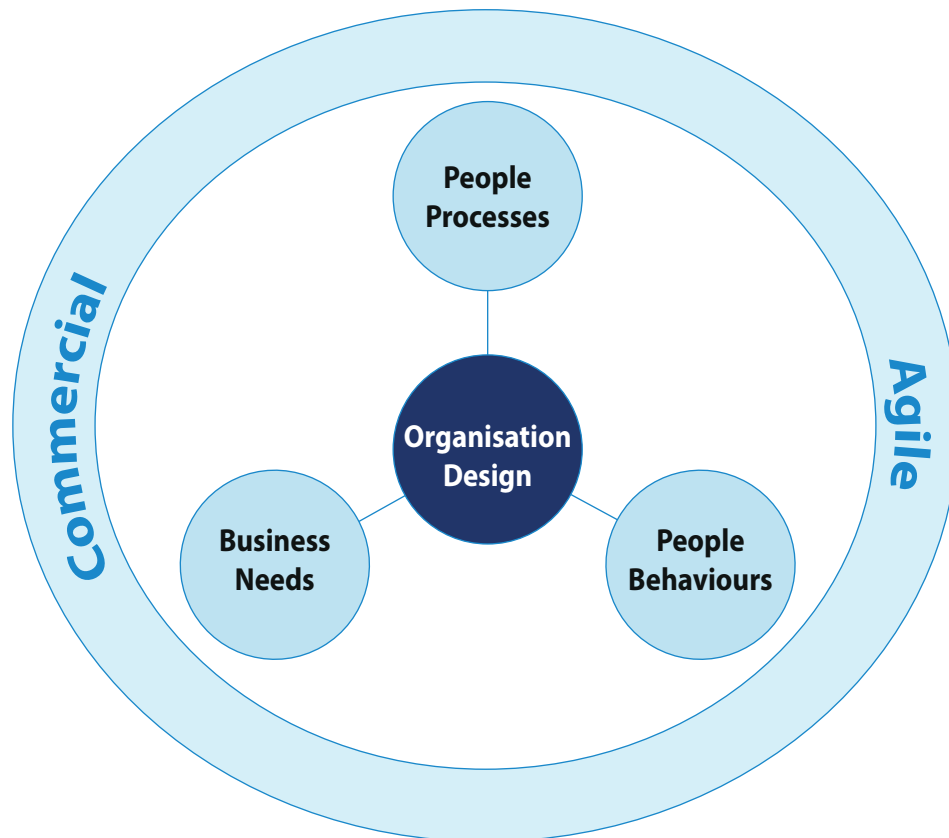 People
Processes
Commercial
Agile
Organisation
Design
Business
Needs
People
Behaviours